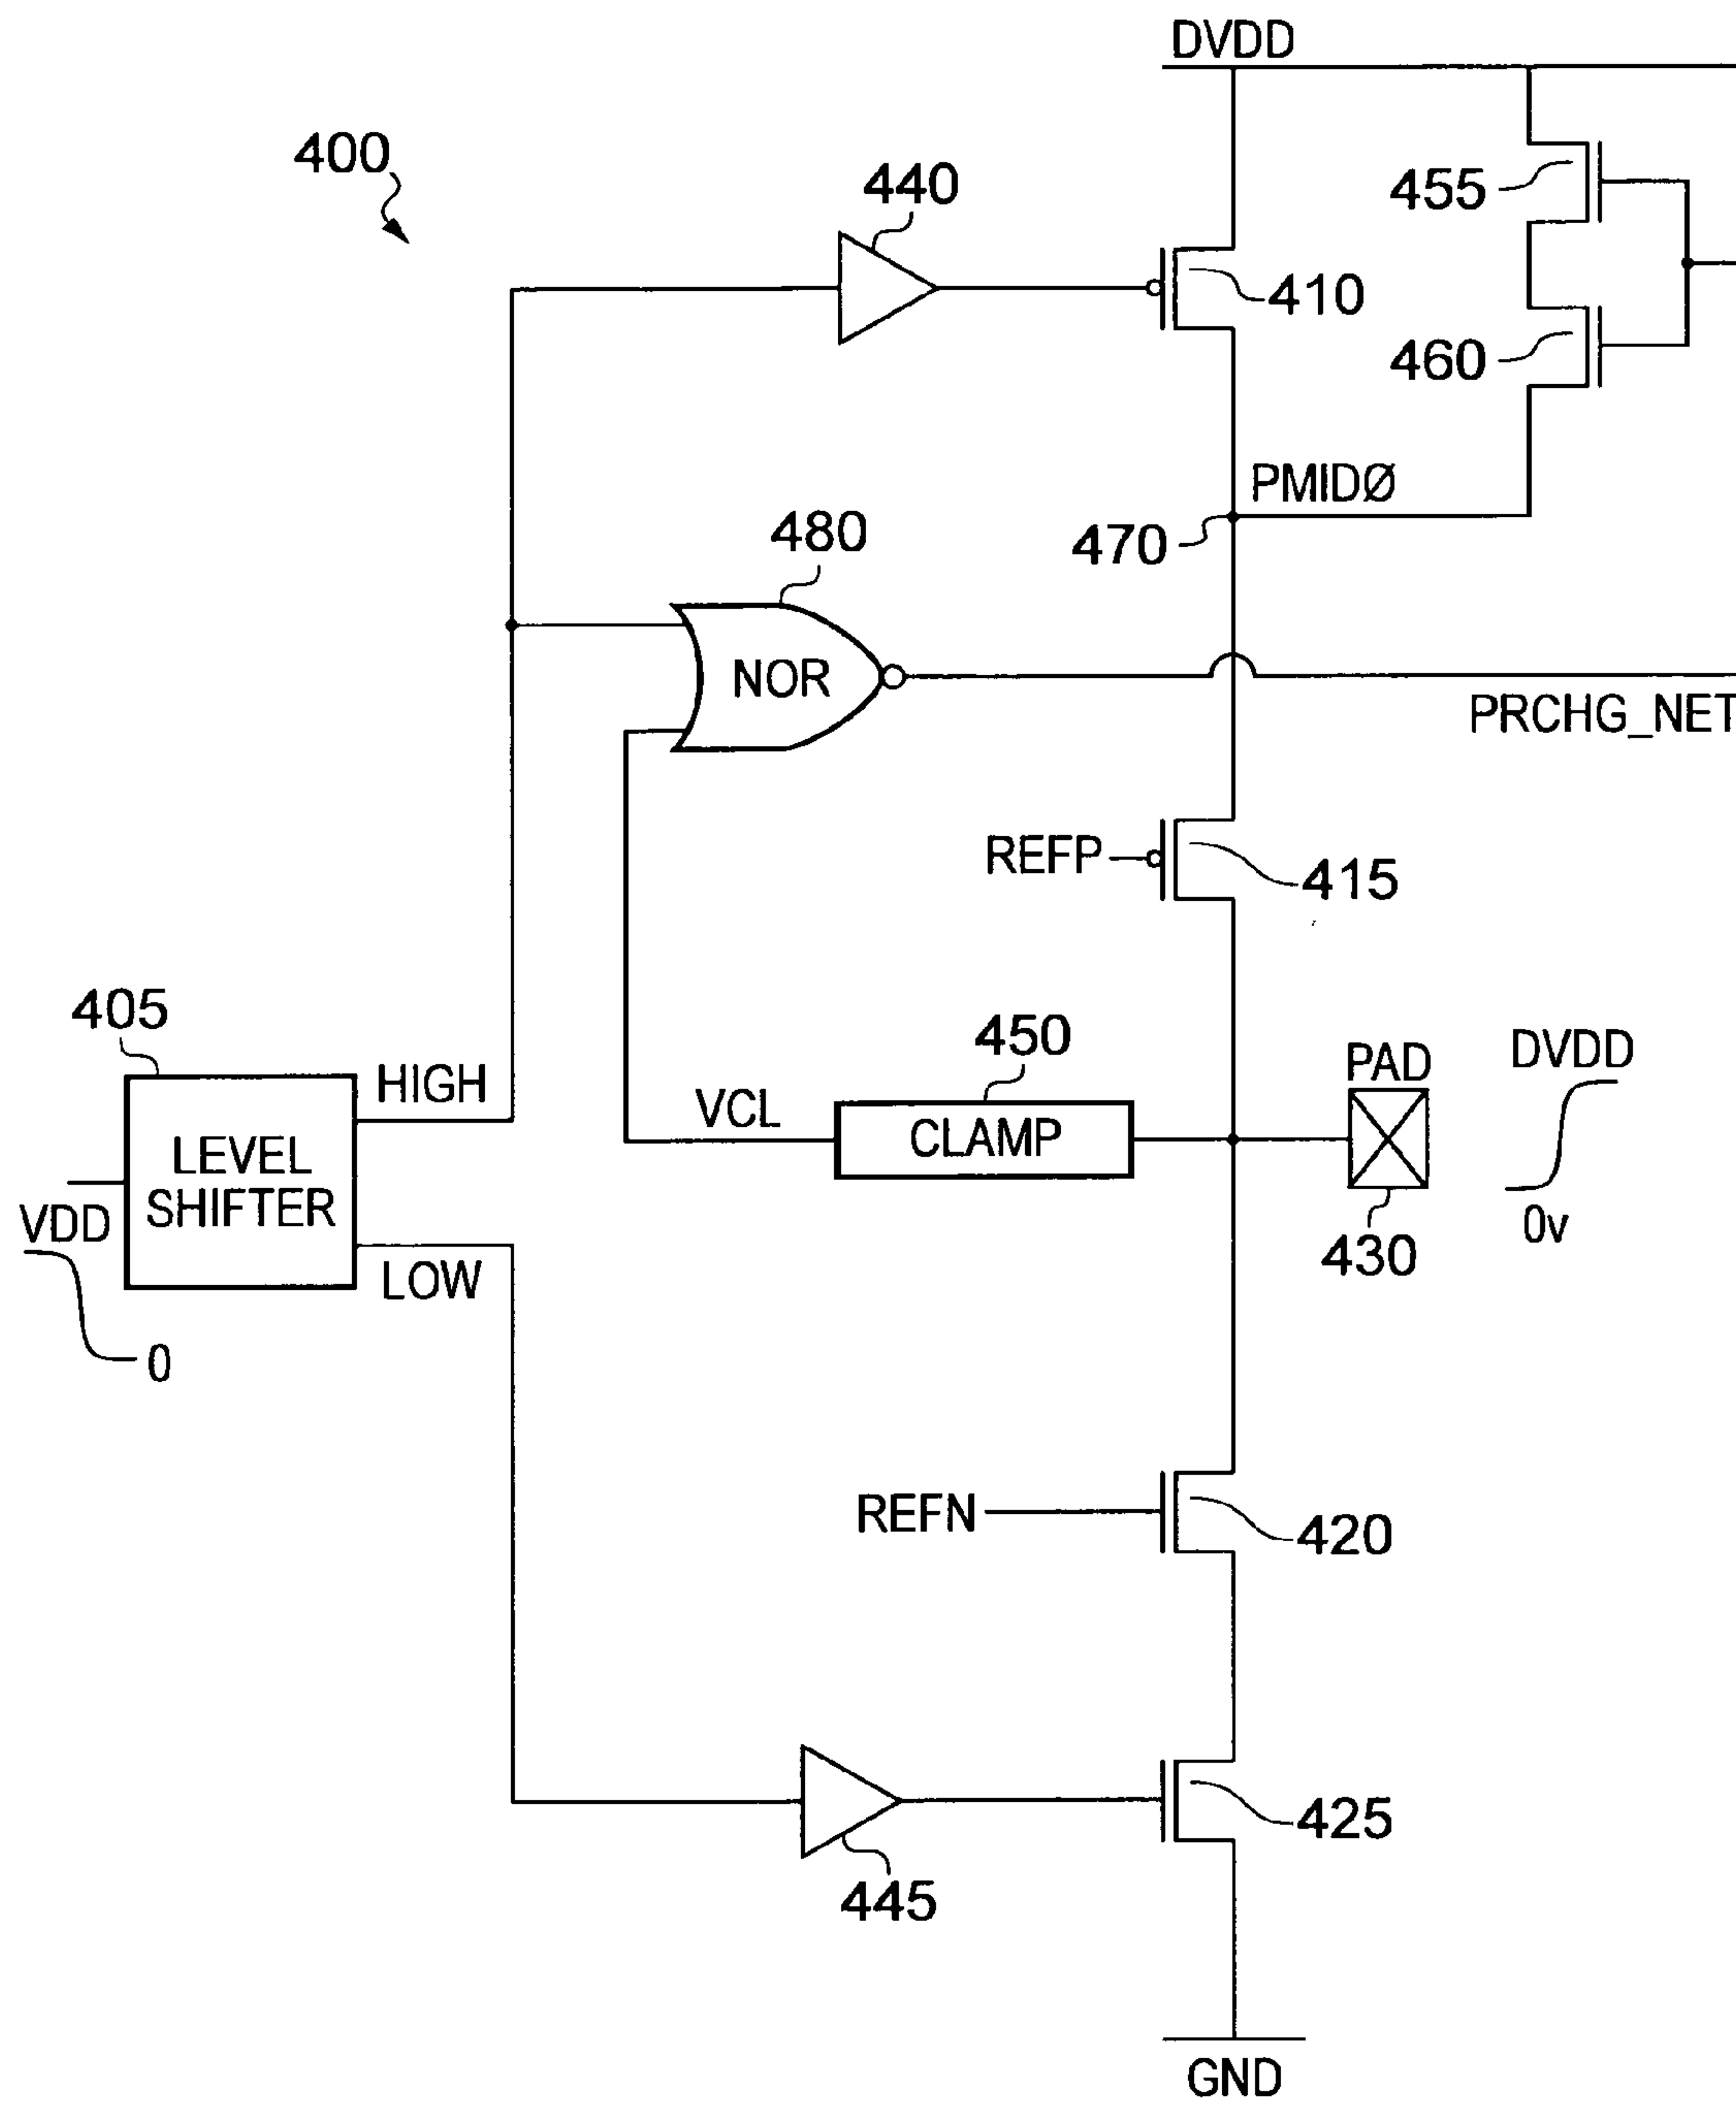 DVDD
400
440
455
410
460
PMIDØ
470
480
NOR
PRCHG_NET
REFP
415
405
450
HIGH
VCL
CLAMP
PAD
DVDD
LEVEL
SHIFTER
VDD
0
LOW
430
0v
REFN
420
425
445
GND